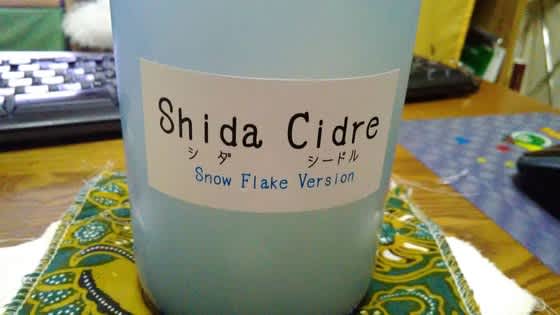 Shida Cidre
シダ シードル
Snow Flake Version